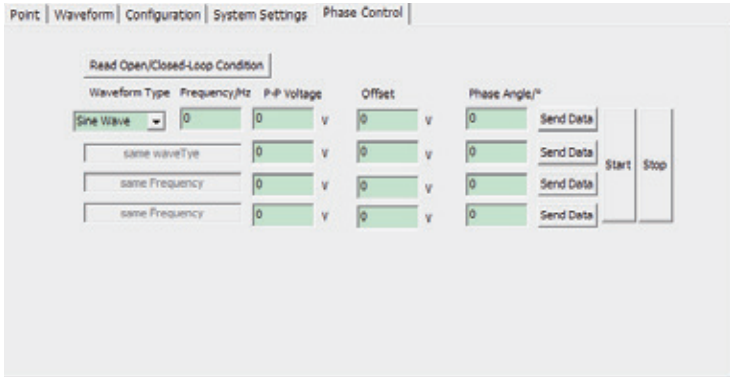 Point Waveform Configuration System Settings Phase Control
Read Open/Closed-Loop Condition
Waveform Type Frequency/Hz P-P Voltage Offset Phase Angle/°
Sine Wave 0 0 V 0 V 0 Send Data
same waveTye 0 V 0 V 0 Send Data
Start Stop
same Frequency 0 V 0 V 0 Send Data
same Frequency 0 V 0 V 0 Send Data